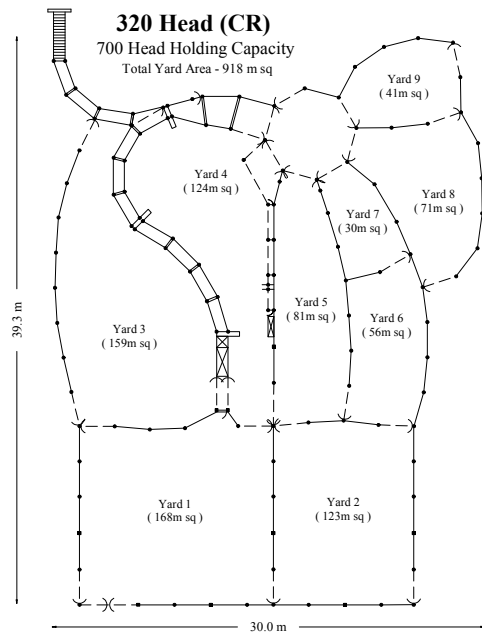 320 Head (CR)
700 Head Holding Capacity
Total Yard Area - 918 m sq
Yard 9
( 41m sq )
Yard 4
( 124m sq )
Yard 8
( 71m sq )
Yard 7
( 30m sq )
Yard 5
( 81m sq )
Yard 6
( 56m sq )
Yard 3
( 159m sq )
39.3 m
Yard 1
( 168m sq )
Yard 2
( 123m sq )
30.0 m